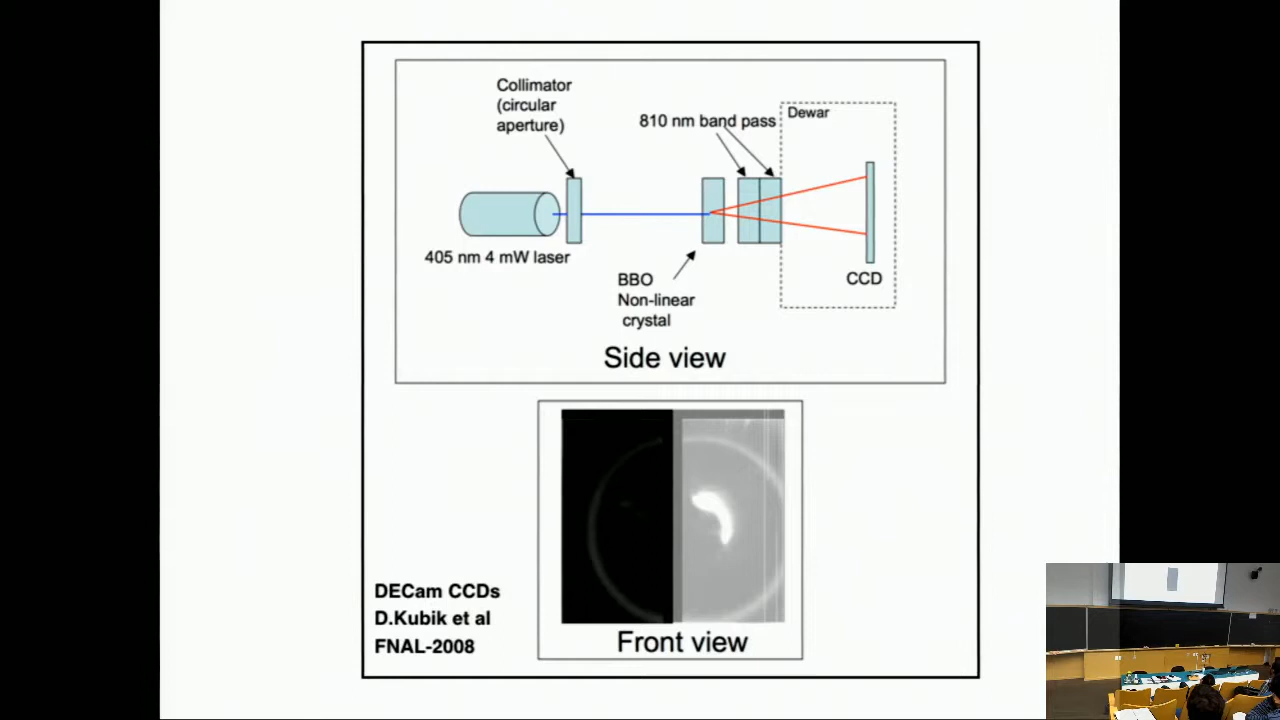 Collimator
(circular
aperture)
810 nm band pass
Dewar
405 nm 4 mW laser
BBO
Non-linear
crystal
CCD
Side view
DECam CCDs
D.Kubik et al
FNAL-2008
Front view